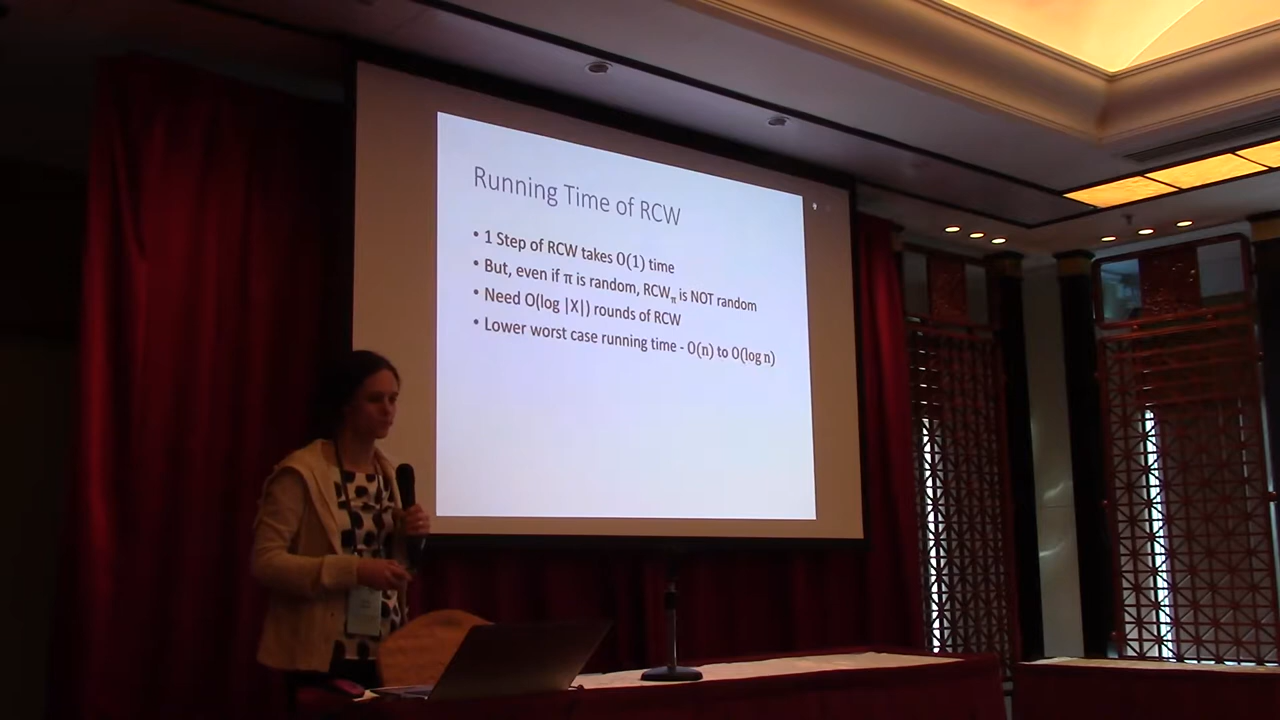 Running Time of RCW
• 1 Step of RCW takes O(1) time
• But, even if π is random, RCWπ is NOT random
• Need O(log |X|) rounds of RCW
• Lower worst case running time - O(n) to O(log n)